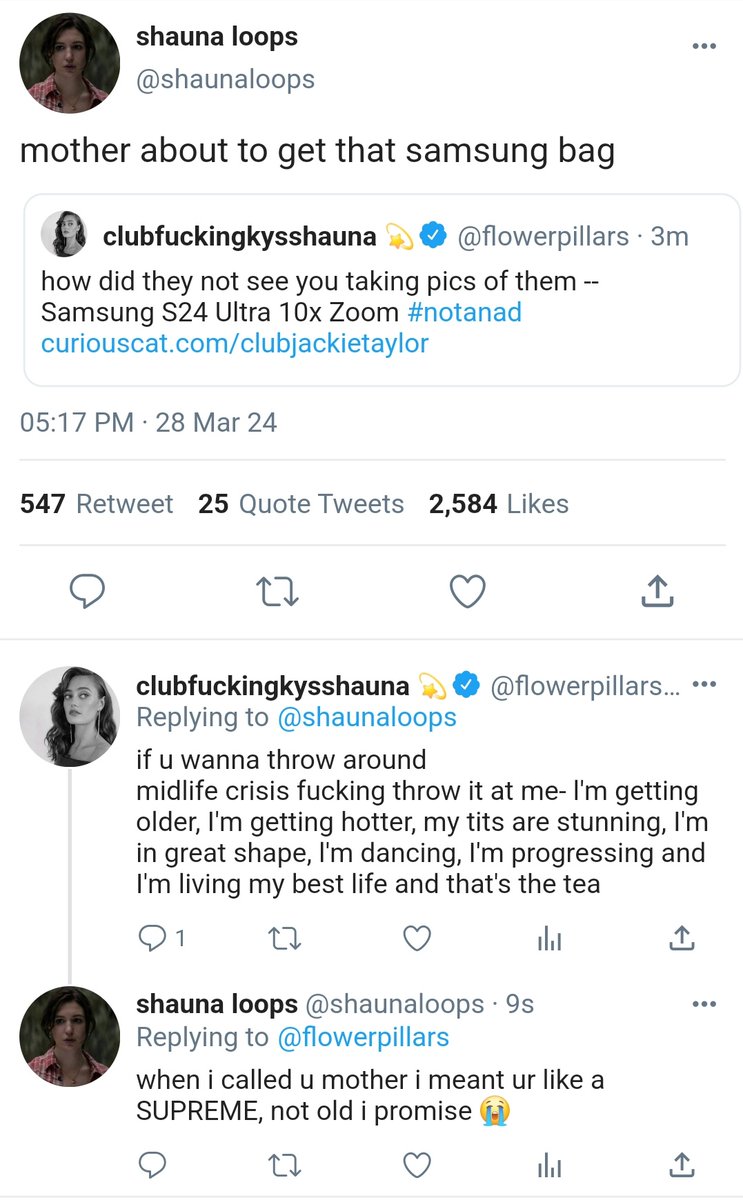 shauna loops
@shaunaloops
mother about to get that samsung bag
clubfuckingkysshauna 💫 @flowerpillars · 3m
how did they not see you taking pics of them --
Samsung S24 Ultra 10x Zoom #notanad
curiouscat.com/clubjackietaylor
05:17 PM · 28 Mar 24
547 Retweet 25 Quote Tweets 2,584 Likes
clubfuckingkysshauna 💫 @flowerpillars...
Replying to @shaunaloops
if u wanna throw around
midlife crisis fucking throw it at me- I'm getting
older, I'm getting hotter, my tits are stunning, I'm
in great shape, I'm dancing, I'm progressing and
I'm living my best life and that's the tea
1
shauna loops @shaunaloops · 9s
Replying to @flowerpillars
when i called u mother i meant ur like a
SUPREME, not old i promise 😭